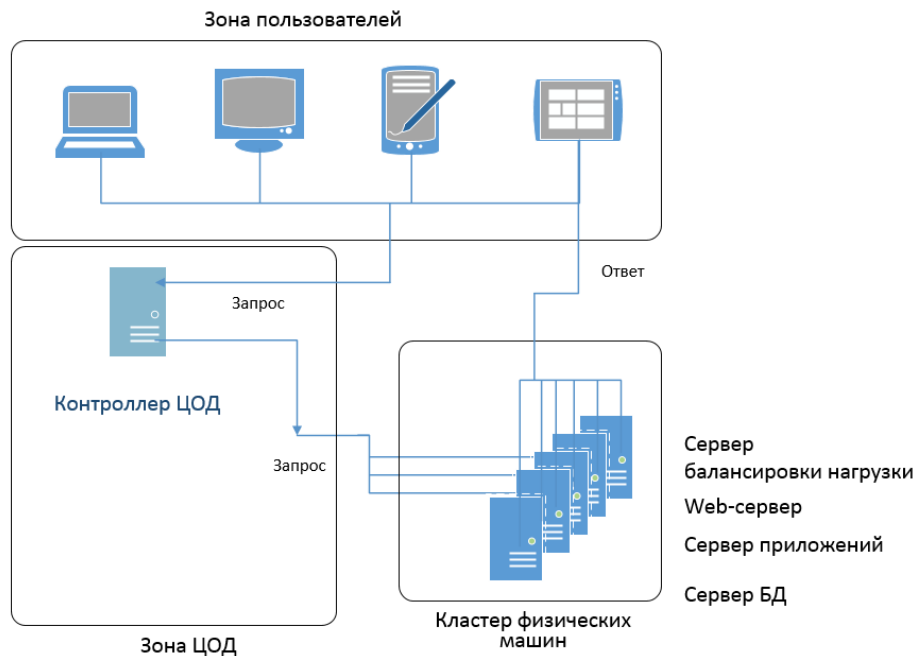 Зона пользователей
Ответ
Запрос
Контроллер ЦОД
Запрос
Сервер
балансировки нагрузки
Web-сервер
Сервер приложений
Сервер БД
Кластер физических
машин
Зона ЦОД